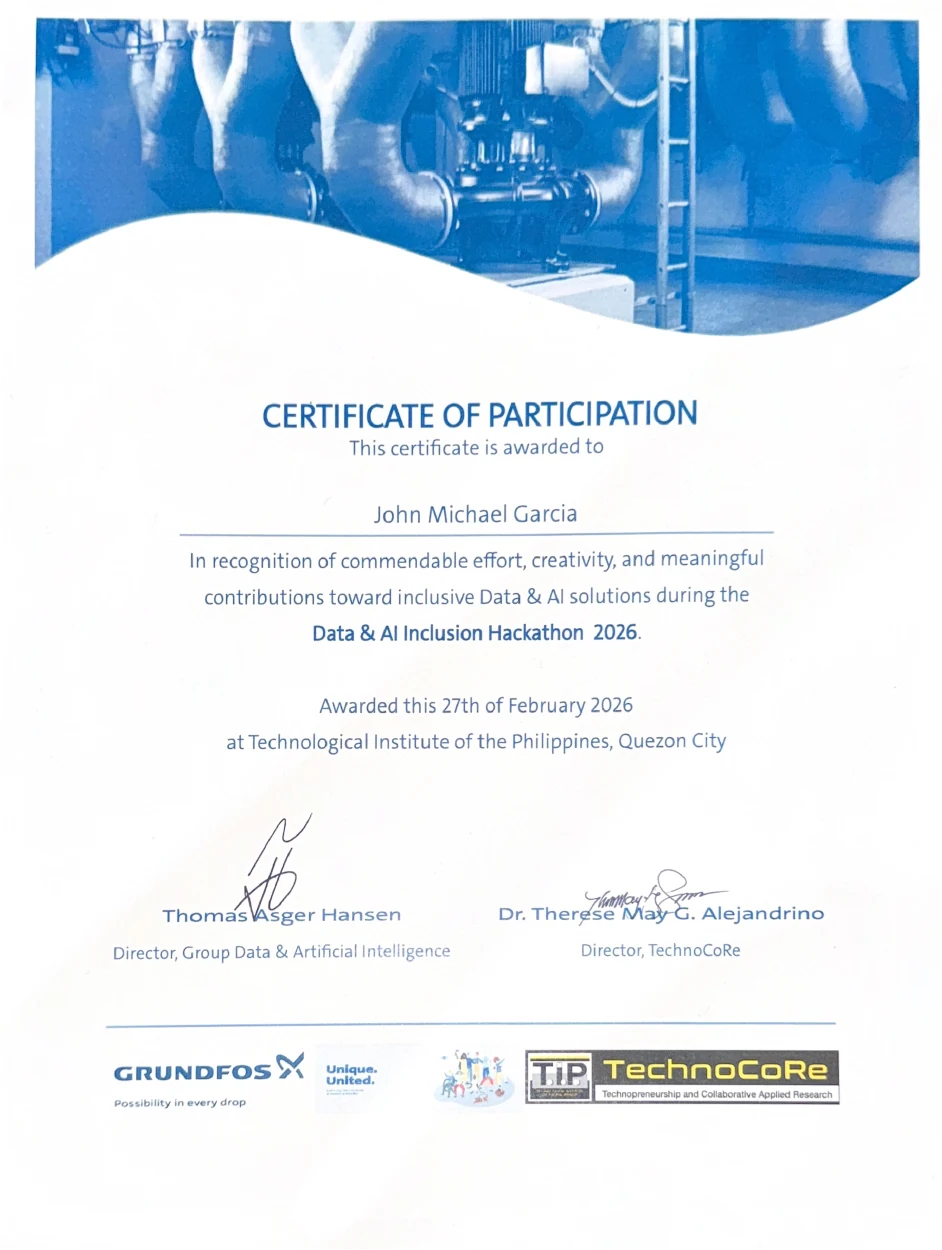 CERTIFICATE OF PARTICIPATION
This certificate is awarded to
John Michael Garcia
In recognition of commendable effort, creativity, and meaningful
contributions toward inclusive Data & AI solutions during the
Data & AI Inclusion Hackathon 2026.
Awarded this 27th of February 2026
at Technological Institute of the Philippines, Quezon City
Thomas Asger Hansen
Director, Group Data & Artificial Intelligence
Dr. Therese May G. Alejandrino
Director, TechnoCoRe
GRUNDFOS
Possibility in every drop
Unique.
United.
TiP
TechnoCoRe
Technopreneurship and Collaborative Applied Research